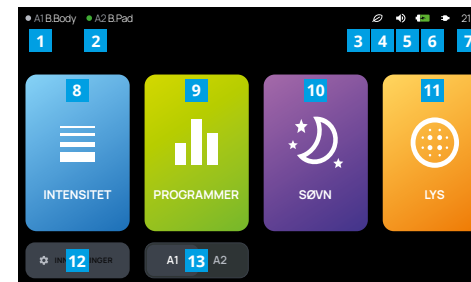 A1 B.Body A2 B.Pad 21
1 2 3 4 5 6 7
8 9 10 11
INTENSITET PROGRAMMER SØVN LYS
12 A1 13 A2